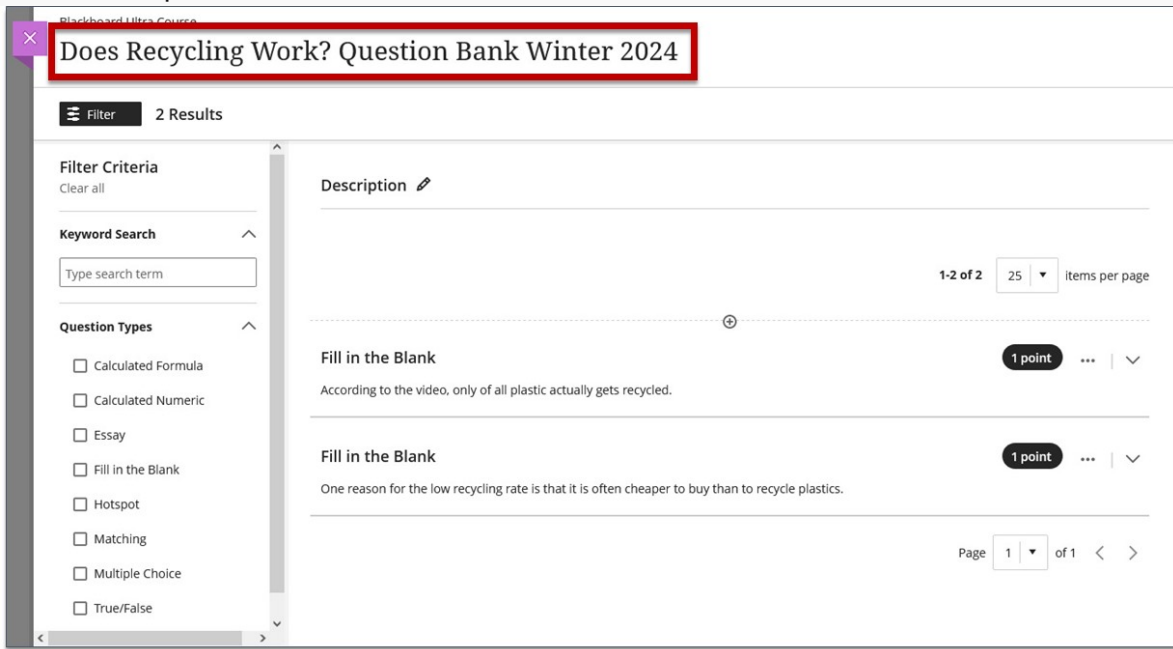 Blackboard Ultra Course
Does Recycling Work? Question Bank Winter 2024
Filter
2 Results
Filter Criteria
Clear all
Keyword Search
Type search term
Question Types
Calculated Formula
Calculated Numeric
Essay
Fill in the Blank
Hotspot
Matching
Multiple Choice
True/False
Description
1-2 of 2 25 items per page
Fill in the Blank 1 point
According to the video, only of all plastic actually gets recycled.
Fill in the Blank 1 point
One reason for the low recycling rate is that it is often cheaper to buy than to recycle plastics.
Page 1 of 1